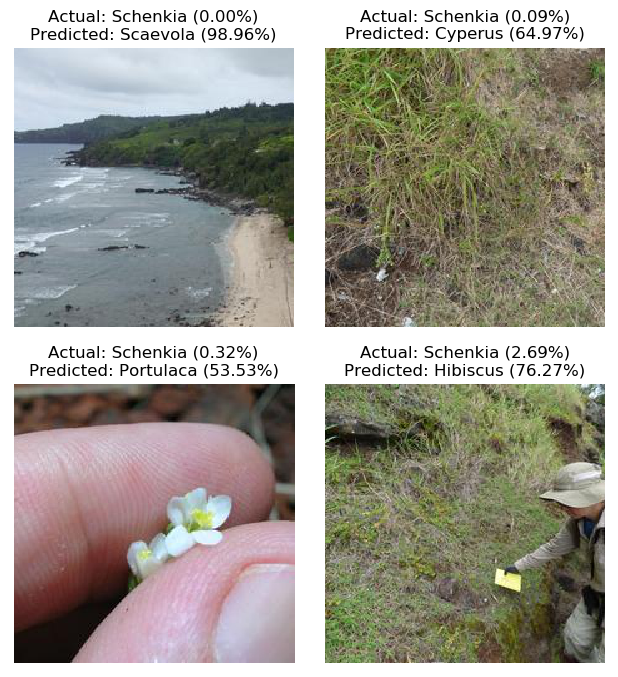 Actual: Schenkia (0.00%)
Predicted: Scaevola (98.96%)
Actual: Schenkia (0.09%)
Predicted: Cyperus (64.97%)
Actual: Schenkia (0.32%)
Predicted: Portulaca (53.53%)
Actual: Schenkia (2.69%)
Predicted: Hibiscus (76.27%)